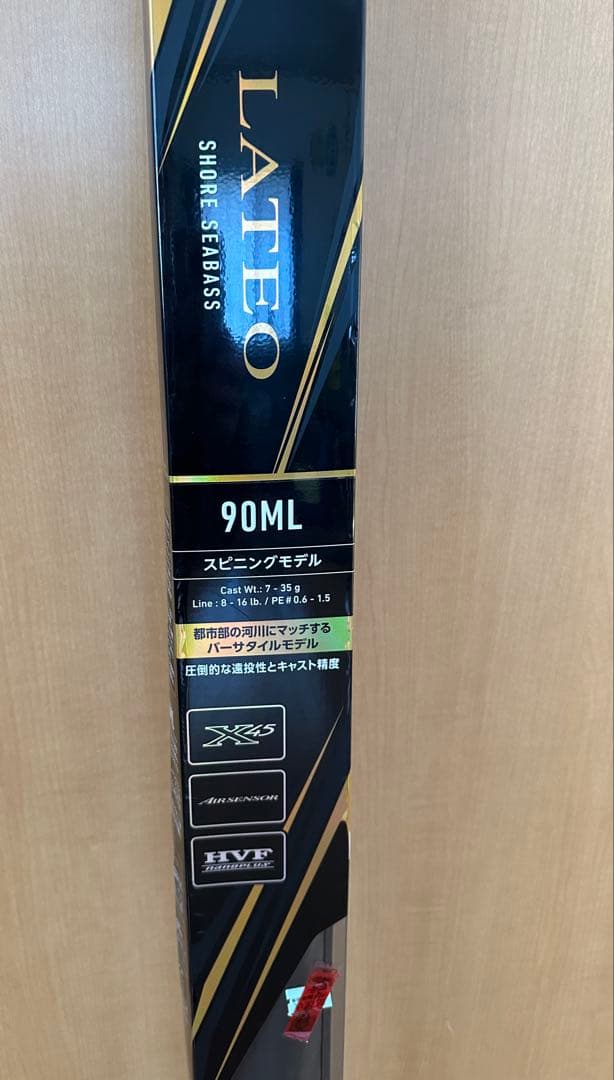 LATEO
SHORE SEABASS
90ML
スピニングモデル
Cast Wt.: 7 - 35 g
Line : 8 - 16 lb. / PE # 0.6 - 1.5
都市部の河川にマッチする
バーサタイルモデル
圧倒的な遠投性とキャスト精度
X45
AIRSENSOR
HVF
nanoplus